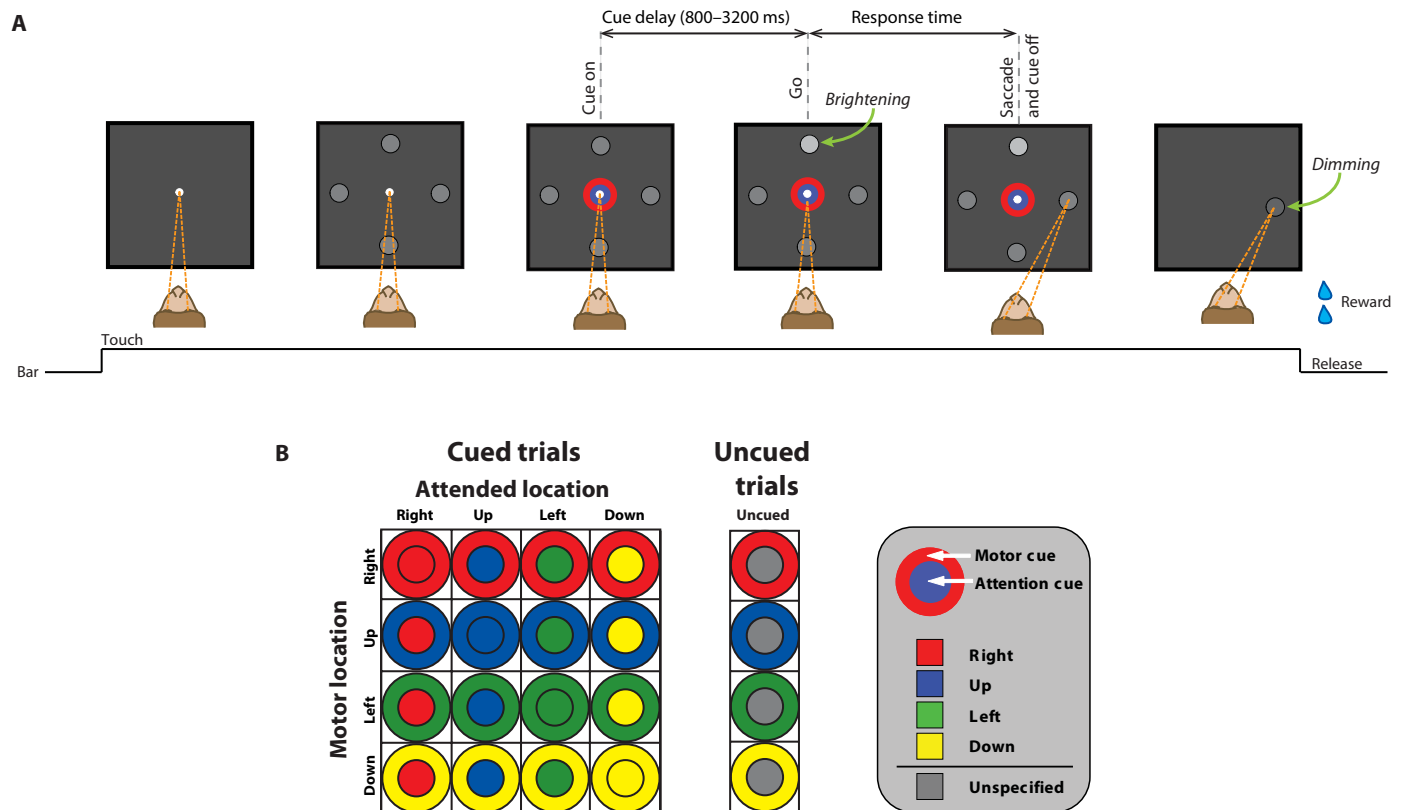 A
Cue delay (800–3200 ms)
Response time
Cue on
Go
Saccade
and cue off
Brightening
Dimming
Reward
Touch
Bar
Release
B
Cued trials
Attended location
Right Up Left Down
Motor location
Right
Up
Left
Down
Uncued
trials
Uncued
Motor cue
Attention cue
Right
Up
Left
Down
Unspecified